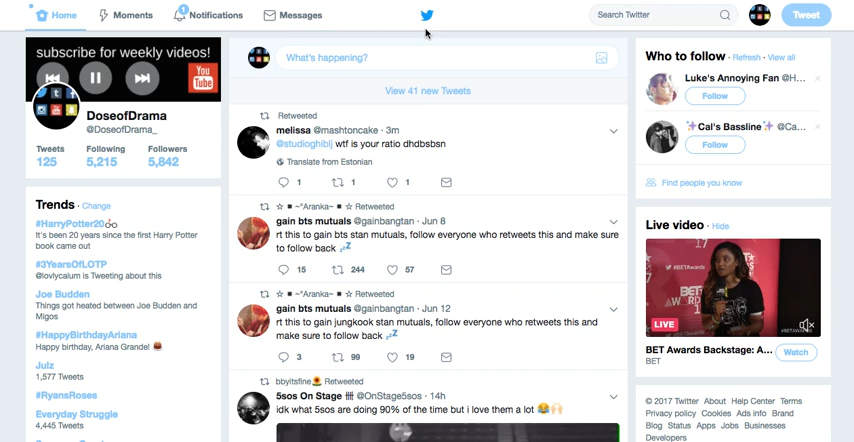 Home
Moments
1
Notifications
Messages
Search Twitter
Tweet
subscribe for weekly videos!
You
Tube
DoseofDrama
@DoseofDrama_
Tweets Following Followers
125 5,215 5,842
Trends · Change
#HarryPotter20
It's been 20 years since the first Harry Potter
book came out
#3YearsOfLOTP
@lovlycalum is Tweeting about this
Joe Budden
Things got heated between Joe Budden and
Migos
#HappyBirthdayAriana
Happy birthday, Ariana Grande! 🎂
Julz
1,577 Tweets
#RyansRoses
Everyday Struggle
4,445 Tweets
What's happening?
View 41 new Tweets
Retweeted
melissa @mashtoncake · 3m
@studioghiblj wtf is your ratio dhdbsbsn
Translate from Estonian
1 1 1
☆ ■ ~°Aranka~ ■ ☆ Retweeted
gain bts mutuals @gainbangtan · Jun 8
rt this to gain bts stan mutuals, follow everyone who retweets this and make sure
to follow back 💤
15 244 57
☆ ■ ~°Aranka~ ■ ☆ Retweeted
gain bts mutuals @gainbangtan · Jun 12
rt this to gain jungkook stan mutuals, follow everyone who retweets this and
make sure to follow back 💤
3 99 19
bbyitsfine🌻 Retweeted
5sos On Stage 卌 @OnStage5sos · 14h
idk what 5sos are doing 90% of the time but i love them a lot 😂🙌🏻
Who to follow · Refresh · View all
Luke's Annoying Fan @H...
Follow
✨Cal's Bassline✨ @Ca...
Follow
Find people you know
Live video · Hide
#BETAwards
LIVE
BET Awards Backstage: A...
BET
Watch
© 2017 Twitter About Help Center Terms
Privacy policy Cookies Ads info Brand
Blog Status Apps Jobs Businesses
Developers